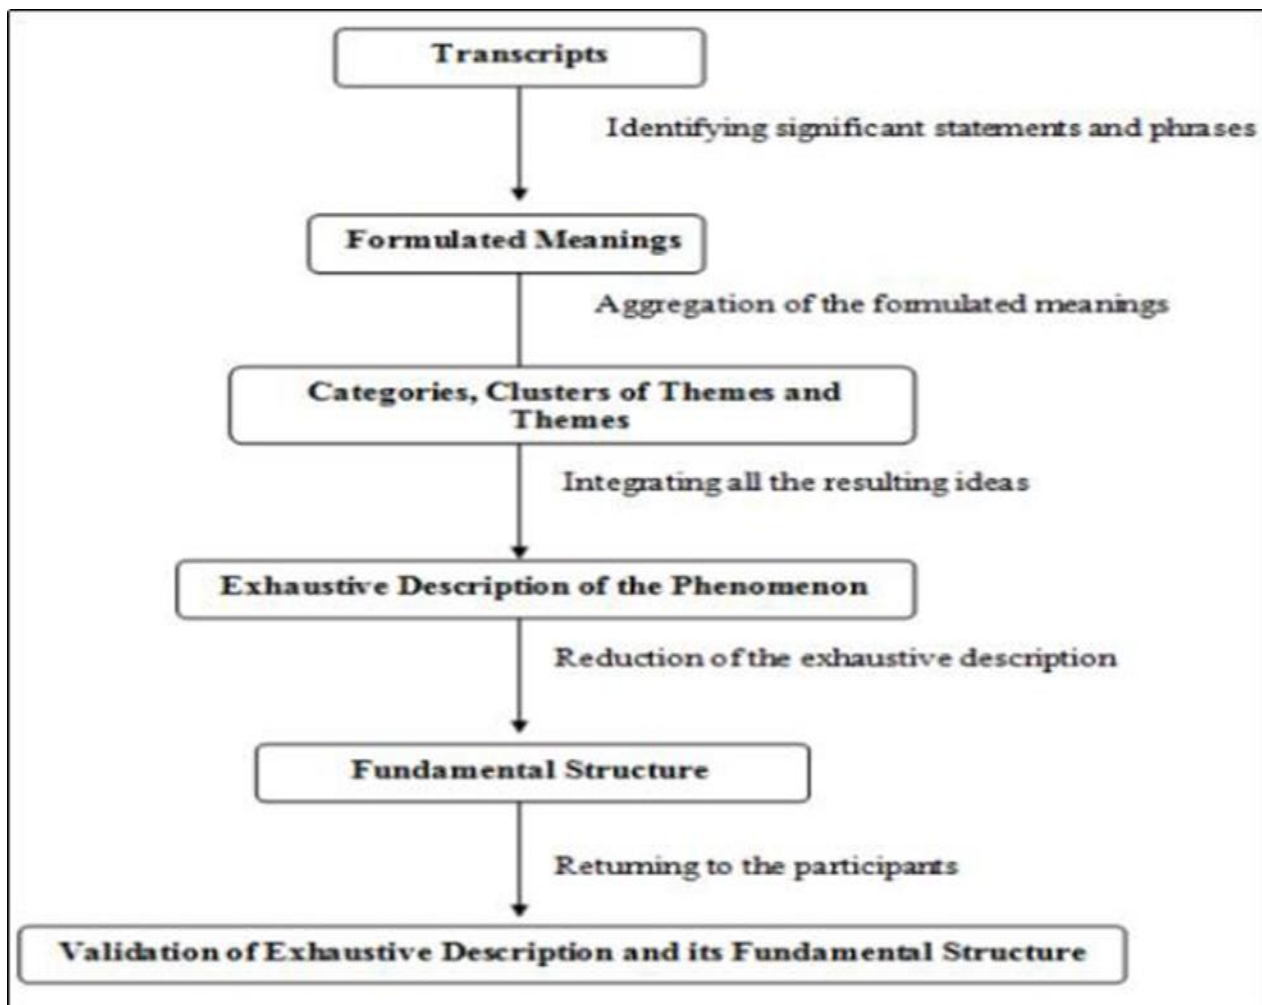 Transcripts
Identifying significant statements and phrases
Formulated Meanings
Aggregation of the formulated meanings
Categories, Clusters of Themes and
Themes
Integrating all the resulting ideas
Exhaustive Description of the Phenomenon
Reduction of the exhaustive description
Fundamental Structure
Returning to the participants
Validation of Exhaustive Description and its Fundamental Structure